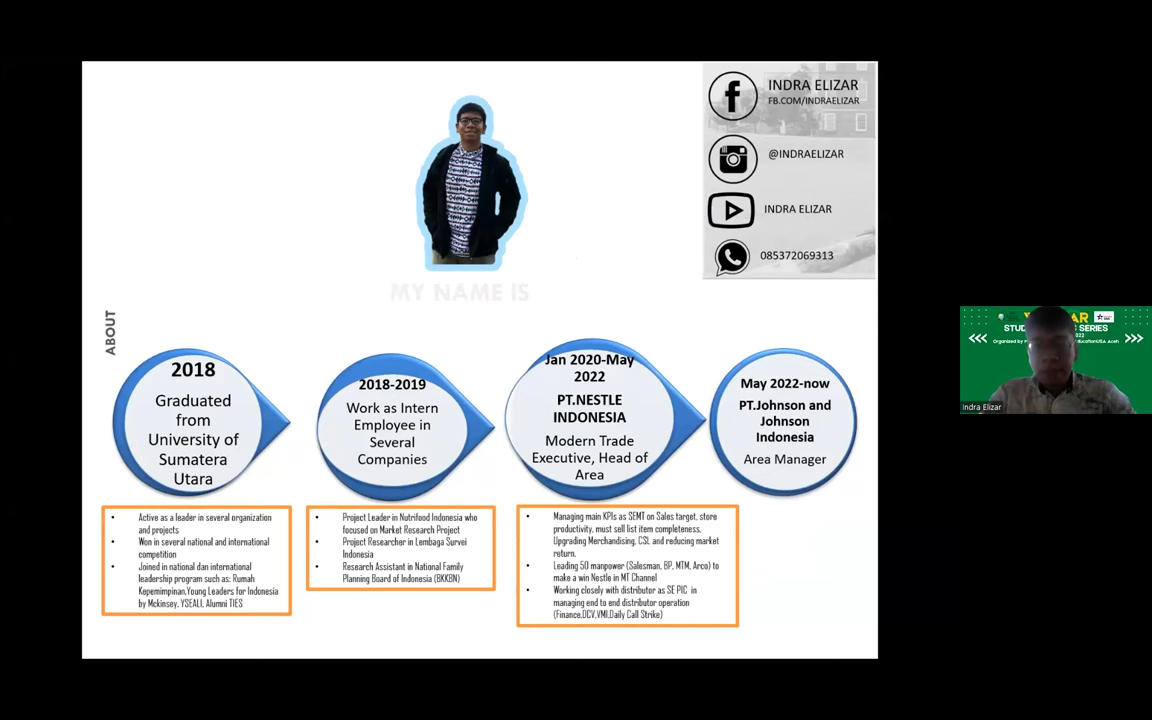 INDRA ELIZAR
FB.COM/INDRAELIZAR
@INDRAELIZAR
INDRA ELIZAR
085372069313
MY NAME IS
ABOUT
2018
Graduated
from
University of
Sumatera
Utara
2018-2019
Work as Intern
Employee in
Several
Companies
Jan 2020-May
2022
PT.NESTLE
INDONESIA
Modern Trade
Executive, Head of
Area
May 2022-now
PT.Johnson and
Johnson
Indonesia
Area Manager
• Active as a leader in several organization
and projects
• Won in several national and international
competition
• Joined in national dan international
leadership program such as: Rumah
Kepemimpinan,Young Leaders for Indonesia
by Mckinsey, YSEALI, Alumni TIES
• Project Leader in Nutrifood Indonesia who
focused on Market Research Project
• Project Researcher in Lembaga Survei
Indonesia
• Research Assistant in National Family
Planning Board of Indonesia (BKKBN)
• Managing main KPIs as SEMT on Sales target, store
productivity, must sell list item completeness,
Upgrading Merchandising, CSL and reducing market
return.
• Leading 50 manpower (Salesman, BP, MTM, Arco) to
make a win Nestle in MT Channel
• Working closely with distributor as SE PIC in
managing end to end distributor operation
(Finance,DCV,VMI,Daily Call Strike)
Organized by
EducationUSA Aceh
Indra Elizar